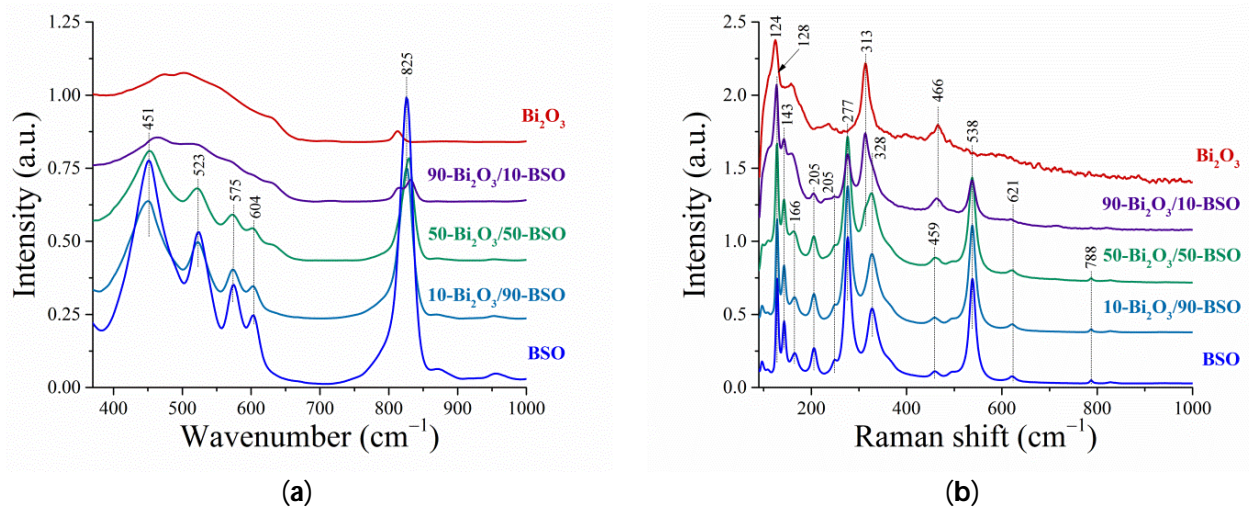 Intensity (a.u.)
1.00
0.75
0.50
0.25
0.00
451
523
575
604
825
Bi₂O₃
90-Bi₂O₃/10-BSO
50-Bi₂O₃/50-BSO
10-Bi₂O₃/90-BSO
BSO
400 500 600 700 800 900 1000
Wavenumber (cm⁻¹)
(a)
Intensity (a.u.)
2.5
2.0
1.5
1.0
0.5
0.0
124
128
143
166
205
205
277
313
328
466
459
538
621
788
Bi₂O₃
90-Bi₂O₃/10-BSO
50-Bi₂O₃/50-BSO
10-Bi₂O₃/90-BSO
BSO
200 400 600 800 1000
Raman shift (cm⁻¹)
(b)